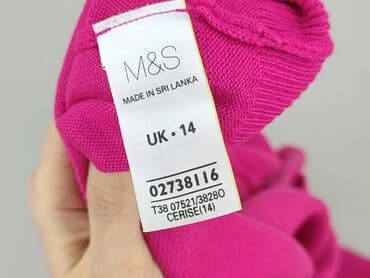 M&S
MADE IN SRI LANKA
UK · 14
02738116
T38 07521/3828O
CERISE(14)